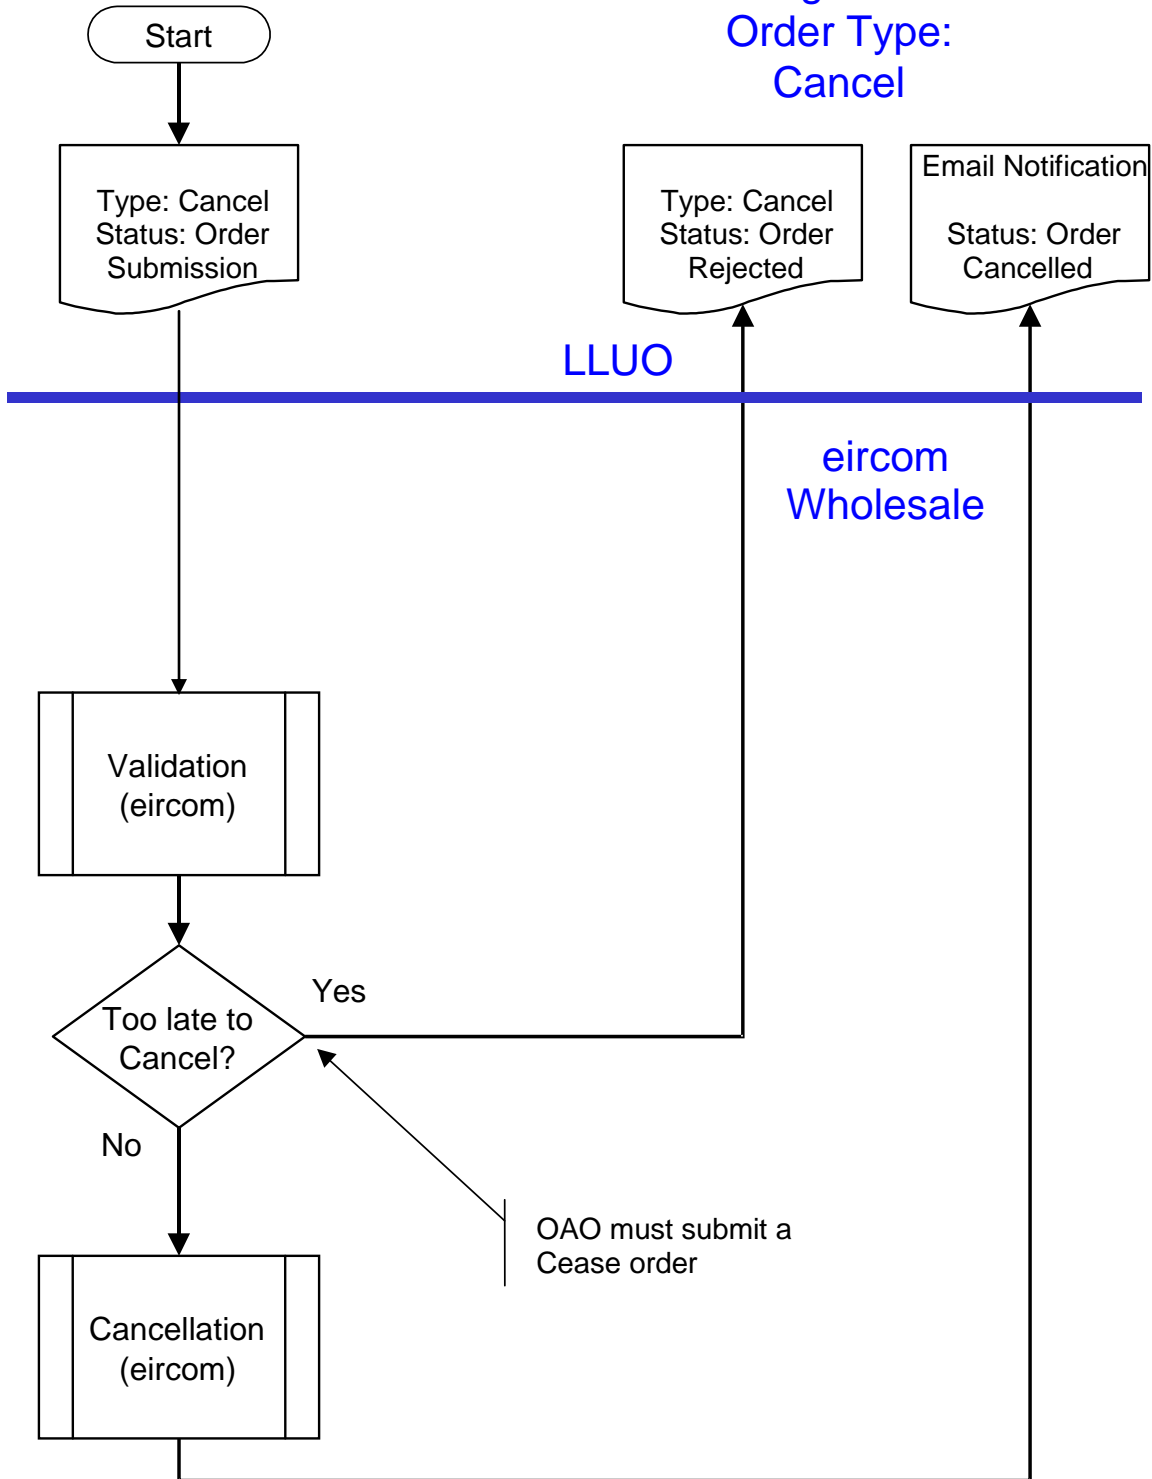 Order Type:
Cancel
Start
Type: Cancel
Status: Order
Submission
Type: Cancel
Status: Order
Rejected
Email Notification
Status: Order
Cancelled
LLUO
eircom
Wholesale
Validation
(eircom)
Too late to
Cancel?
Yes
No
OAO must submit a
Cease order
Cancellation
(eircom)